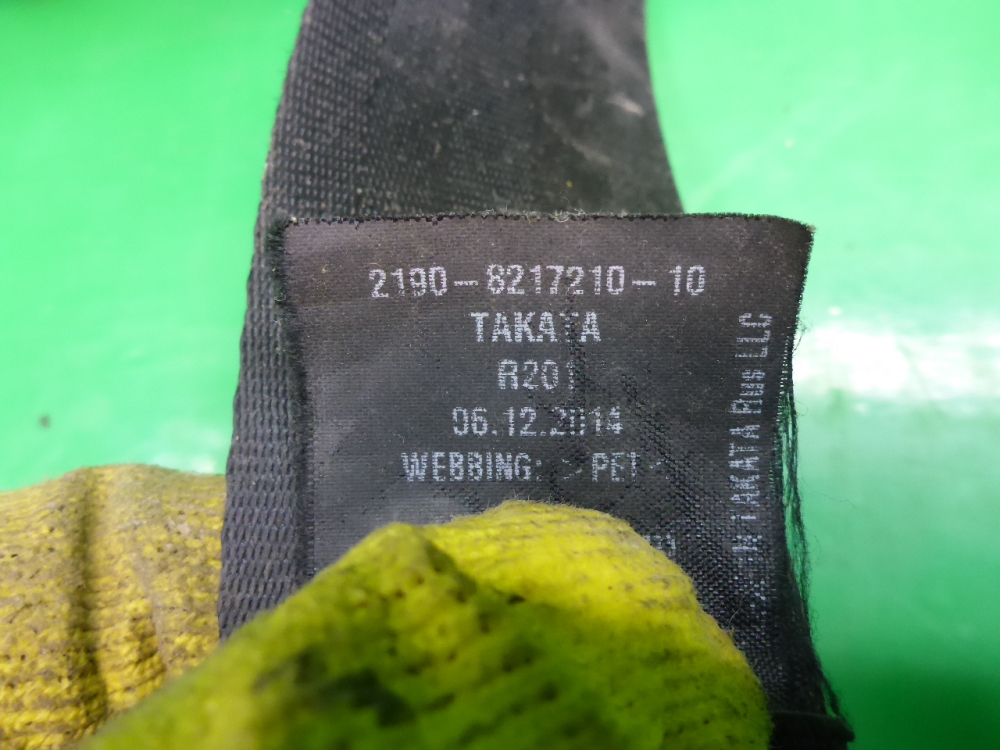 2190-8217210-10
TAKATA
R201
06.12.2014
WEBBING: >PET<
TAKATA Rus LLC